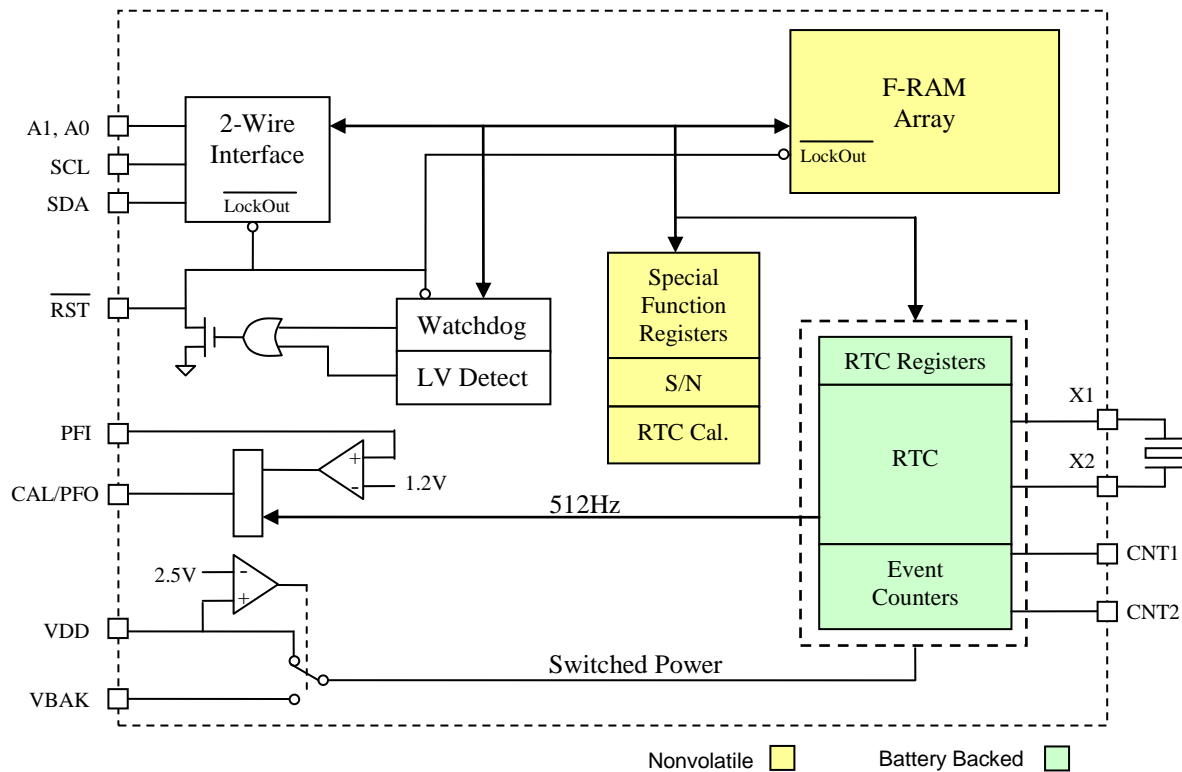 F-RAM
Array
LockOut
A1, A0
SCL
SDA
2-Wire
Interface
LockOut
RST
Watchdog
LV Detect
Special
Function
Registers
S/N
RTC Cal.
RTC Registers
RTC
Event
Counters
X1
X2
CNT1
CNT2
PFI
CAL/PFO
+
-
1.2V
512Hz
2.5V
-
+
VDD
VBAK
Switched Power
Nonvolatile
Battery Backed